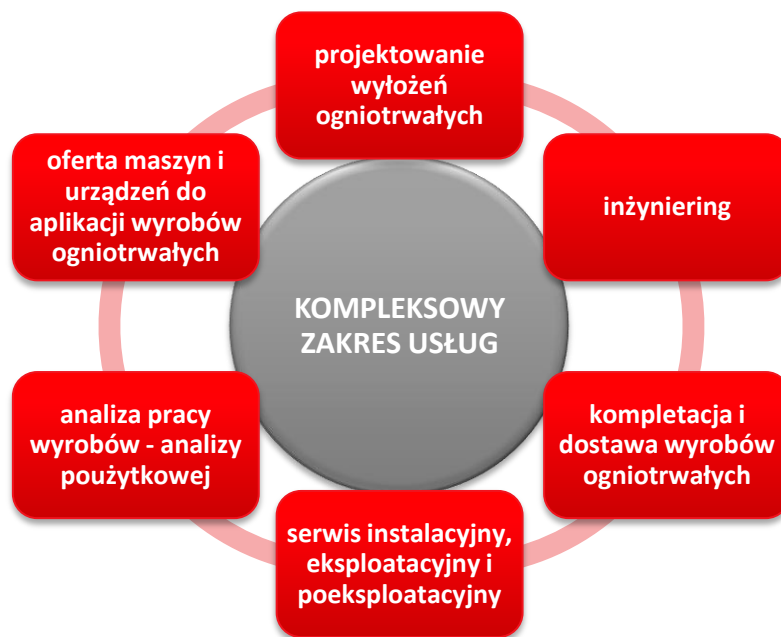 projektowanie
wyłożeń
ogniotrwałych
oferta maszyn i
urządzeń do
aplikacji wyrobów
ogniotrwałych
inżyniering
KOMPLEKSOWY
ZAKRES USŁUG
analiza pracy
wyrobów - analizy
poużytkowej
kompletacja i
dostawa wyrobów
ogniotrwałych
serwis instalacyjny,
eksploatacyjny i
poeksploatacyjny